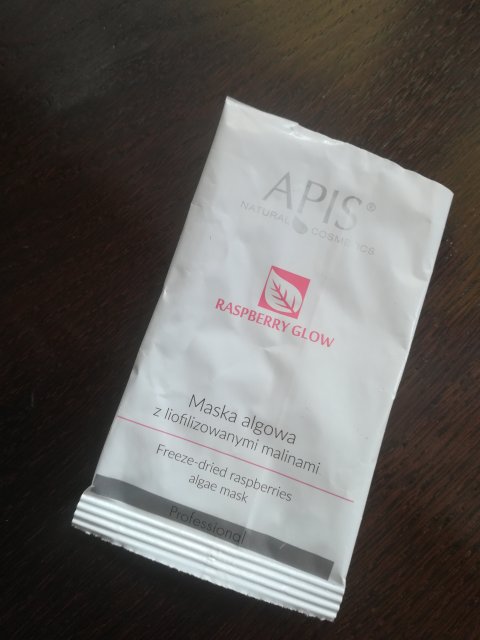 APIS®
NATURAL COSMETICS
RASPBERRY GLOW
Maska algowa
z liofilizowanymi malinami
Freeze-dried raspberries
algae mask
Professional